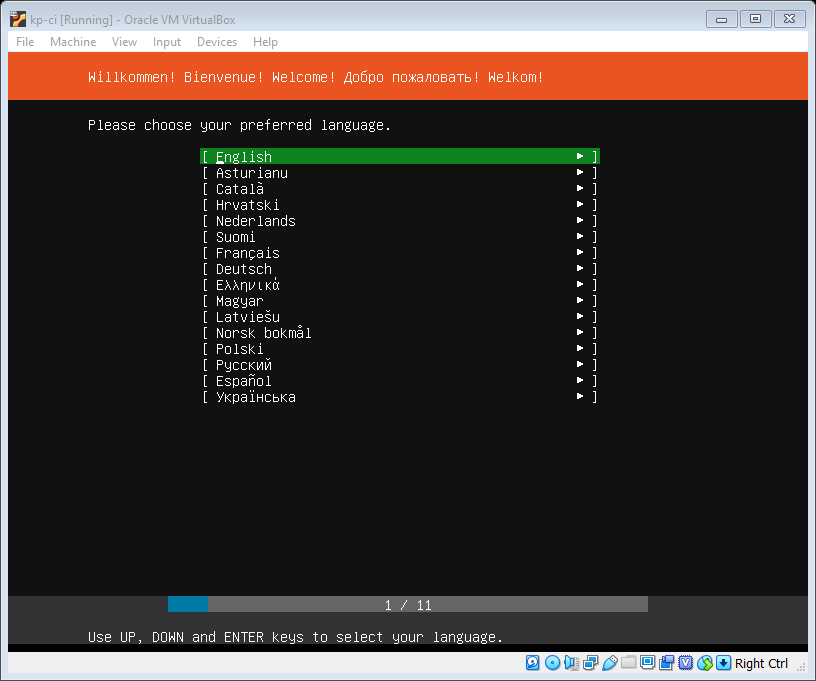 kp-ci [Running] - Oracle VM VirtualBox
File Machine View Input Devices Help
Willkommen! Bienvenue! Welcome! Добро пожаловать! Welkom!
Please choose your preferred language.
[ English ► ]
[ Asturianu ► ]
[ Català ► ]
[ Hrvatski ► ]
[ Nederlands ► ]
[ Suomi ► ]
[ Français ► ]
[ Deutsch ► ]
[ Ελληνικά ► ]
[ Magyar ► ]
[ Latviešu ► ]
[ Norsk bokmål ► ]
[ Polski ► ]
[ Русский ► ]
[ Español ► ]
[ Українська ► ]
1 / 11
Use UP, DOWN and ENTER keys to select your language.
Right Ctrl